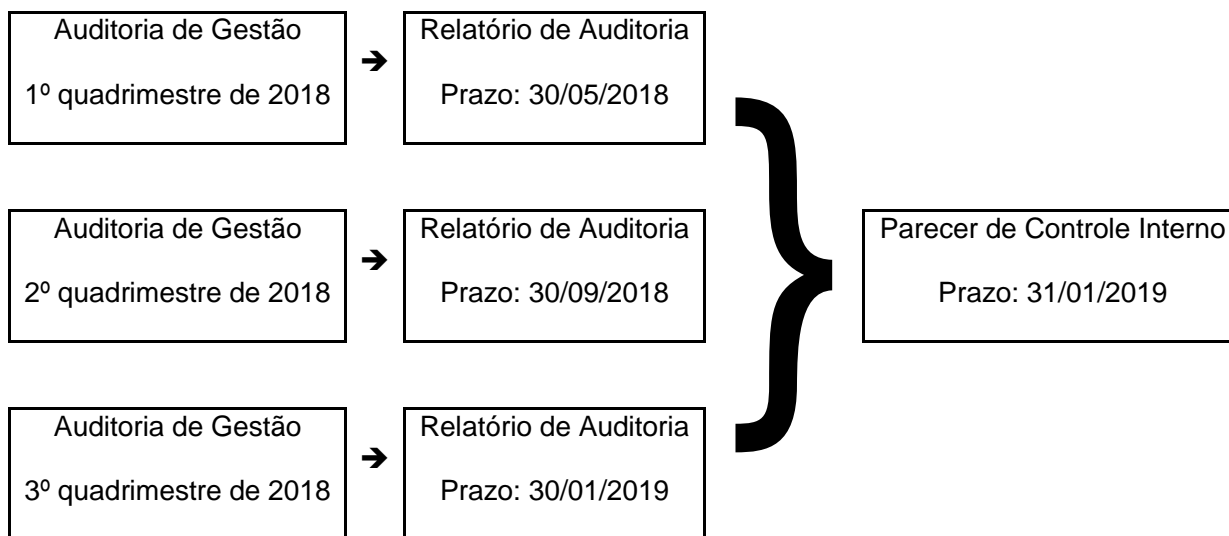 Auditoria de Gestão
1º quadrimestre de 2018
➔
Relatório de Auditoria
Prazo: 30/05/2018
Auditoria de Gestão
2º quadrimestre de 2018
➔
Relatório de Auditoria
Prazo: 30/09/2018
Auditoria de Gestão
3º quadrimestre de 2018
➔
Relatório de Auditoria
Prazo: 30/01/2019
}
Parecer de Controle Interno
Prazo: 31/01/2019